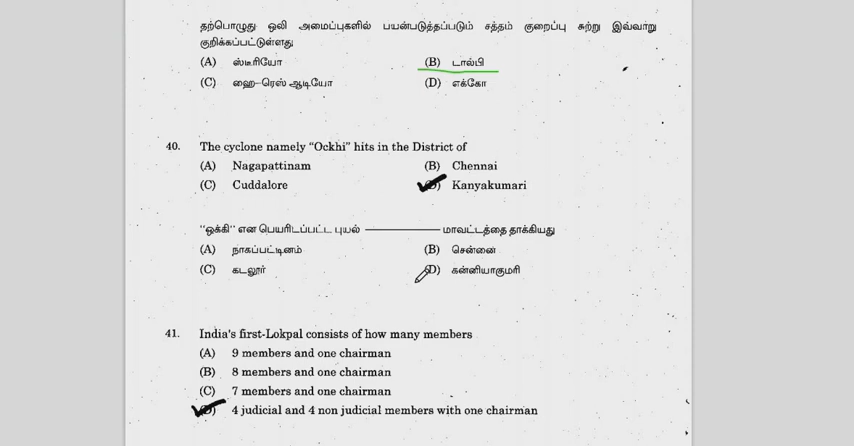 தற்பொழுது ஒலி அமைப்புகளில் பயன்படுத்தப்படும் சத்தம் குறைப்பு சுற்று இவ்வாறு
குறிக்கப்பட்டுள்ளது
(A) ஸ்டீரியோ (B) டால்பி
(C) ஹை-ரெஸ் ஆடியோ (D) எக்கோ
40. The cyclone namely “Ockhi” hits in the District of
(A) Nagapattinam (B) Chennai
(C) Cuddalore (D) Kanyakumari
“ஒக்கி” என பெயரிடப்பட்ட புயல் ———— மாவட்டத்தை தாக்கியது
(A) நாகப்பட்டினம் (B) சென்னை
(C) கடலூர் (D) கன்னியாகுமரி
41. India's first-Lokpal consists of how many members
(A) 9 members and one chairman
(B) 8 members and one chairman
(C) 7 members and one chairman
(D) 4 judicial and 4 non judicial members with one chairman